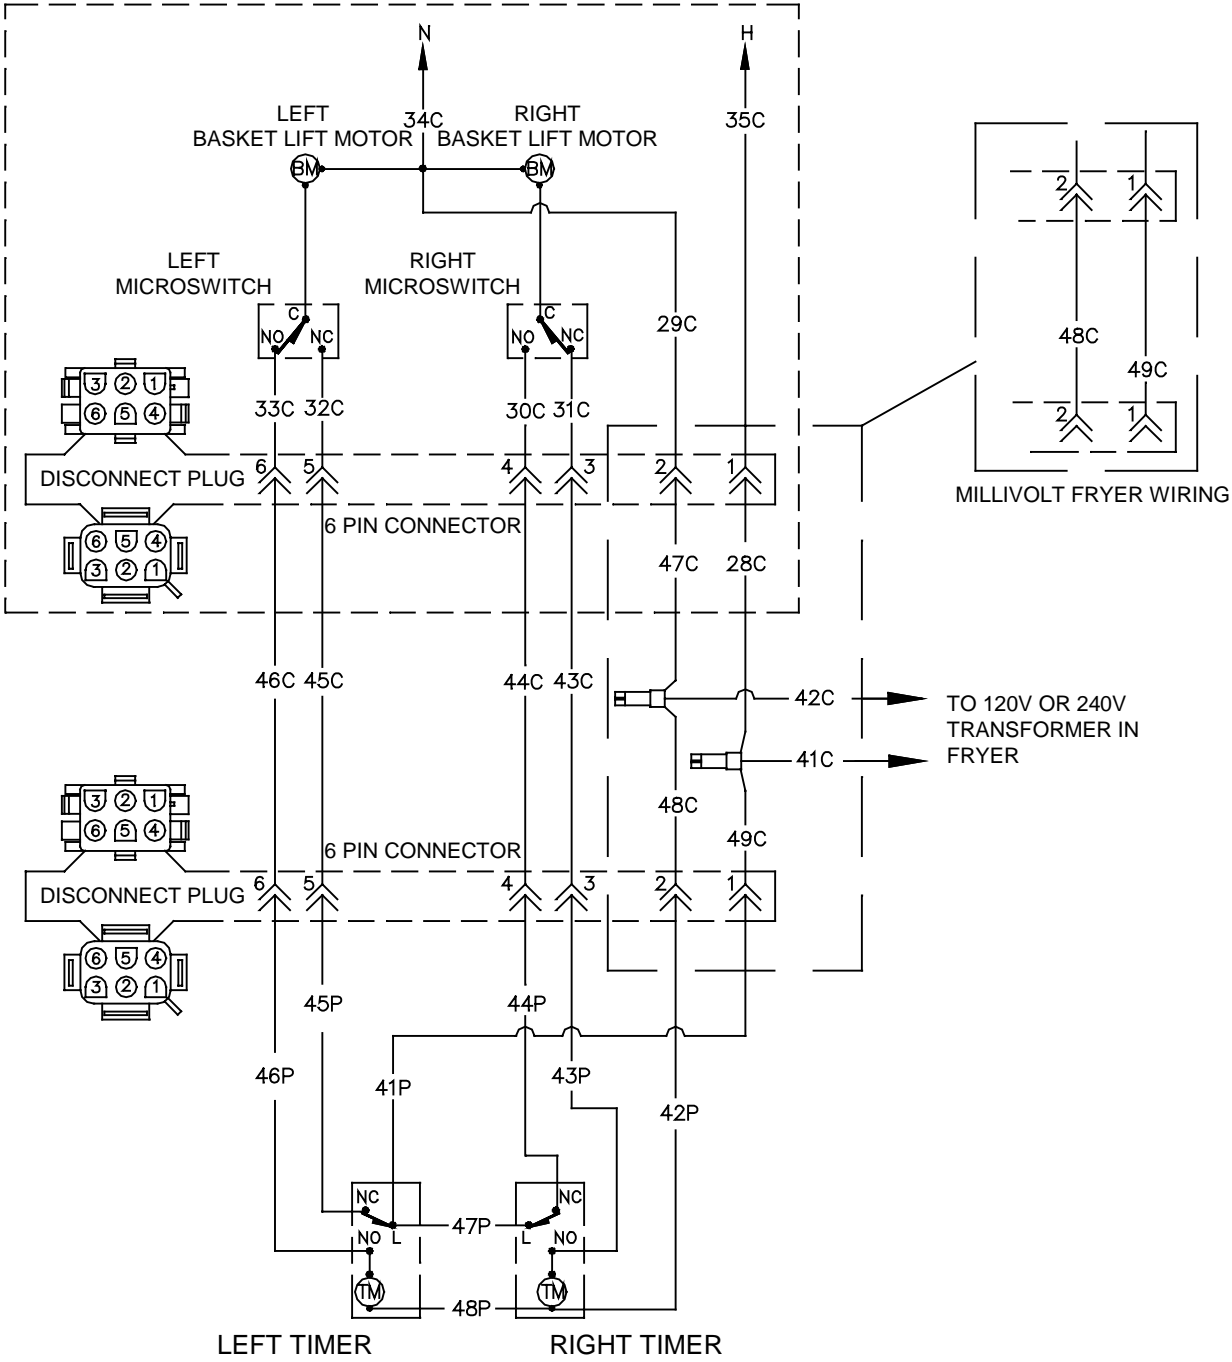 N
H
LEFT
BASKET LIFT MOTOR
34C
RIGHT
BASKET LIFT MOTOR
35C
BM
BM
2
1
LEFT
MICROSWITCH
RIGHT
MICROSWITCH
C
NO
NC
C
NO
NC
29C
48C
49C
3 2 1
6 5 4
33C
32C
30C
31C
2
1
DISCONNECT PLUG
6
5
4
3
2
1
MILLIVOLT FRYER WIRING
6 PIN CONNECTOR
6 5 4
3 2 1
47C
28C
46C
45C
44C
43C
42C
41C
TO 120V OR 240V
TRANSFORMER IN
FRYER
3 2 1
6 5 4
48C
49C
6 PIN CONNECTOR
DISCONNECT PLUG
6
5
4
3
2
1
6 5 4
3 2 1
45P
44P
46P
41P
43P
42P
NC
NO
L
47P
NC
L
NO
TM
48P
TM
LEFT TIMER
RIGHT TIMER